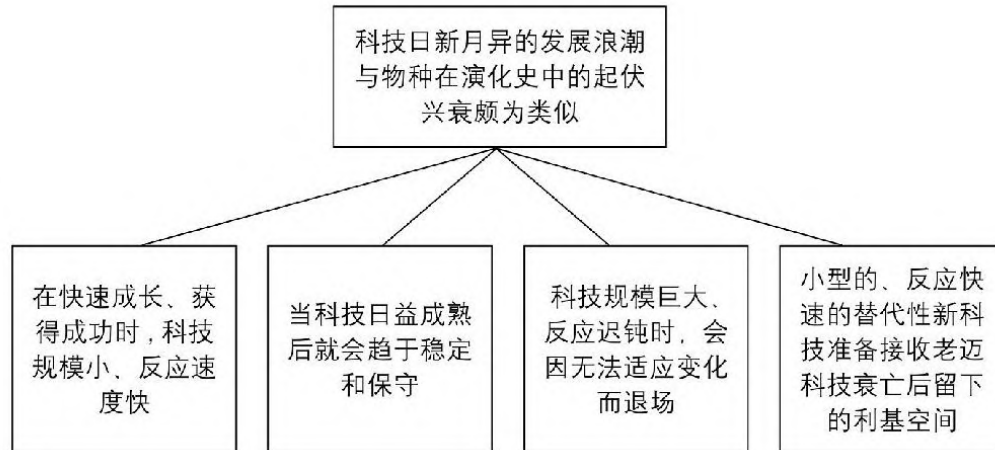 科技日新月异的发展浪潮
与物种在演化史中的起伏
兴衰颇为类似
在快速成长、获
得成功时，科技
规模小、反应速
度快
当科技日益成熟
后就会趋于稳定
和保守
科技规模巨大、
反应迟钝时，会
因无法适应变化
而退场
小型的、反应快
速的替代性新科
技准备接收老迈
科技衰亡后留下
的利基空间